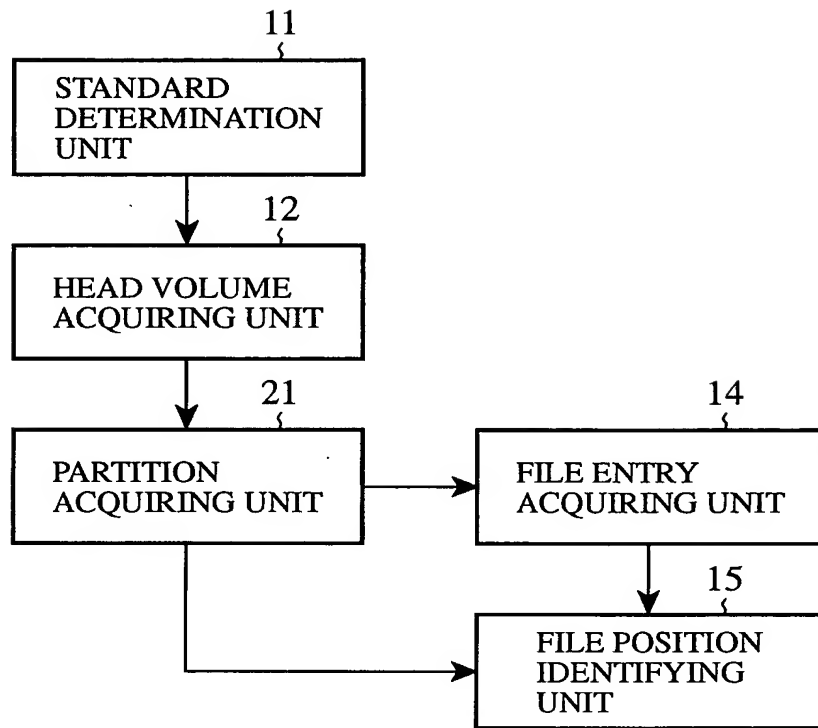 11
STANDARD
DETERMINATION
UNIT
12
HEAD VOLUME
ACQUIRING UNIT
21
PARTITION
ACQUIRING UNIT
14
FILE ENTRY
ACQUIRING UNIT
15
FILE POSITION
IDENTIFYING
UNIT